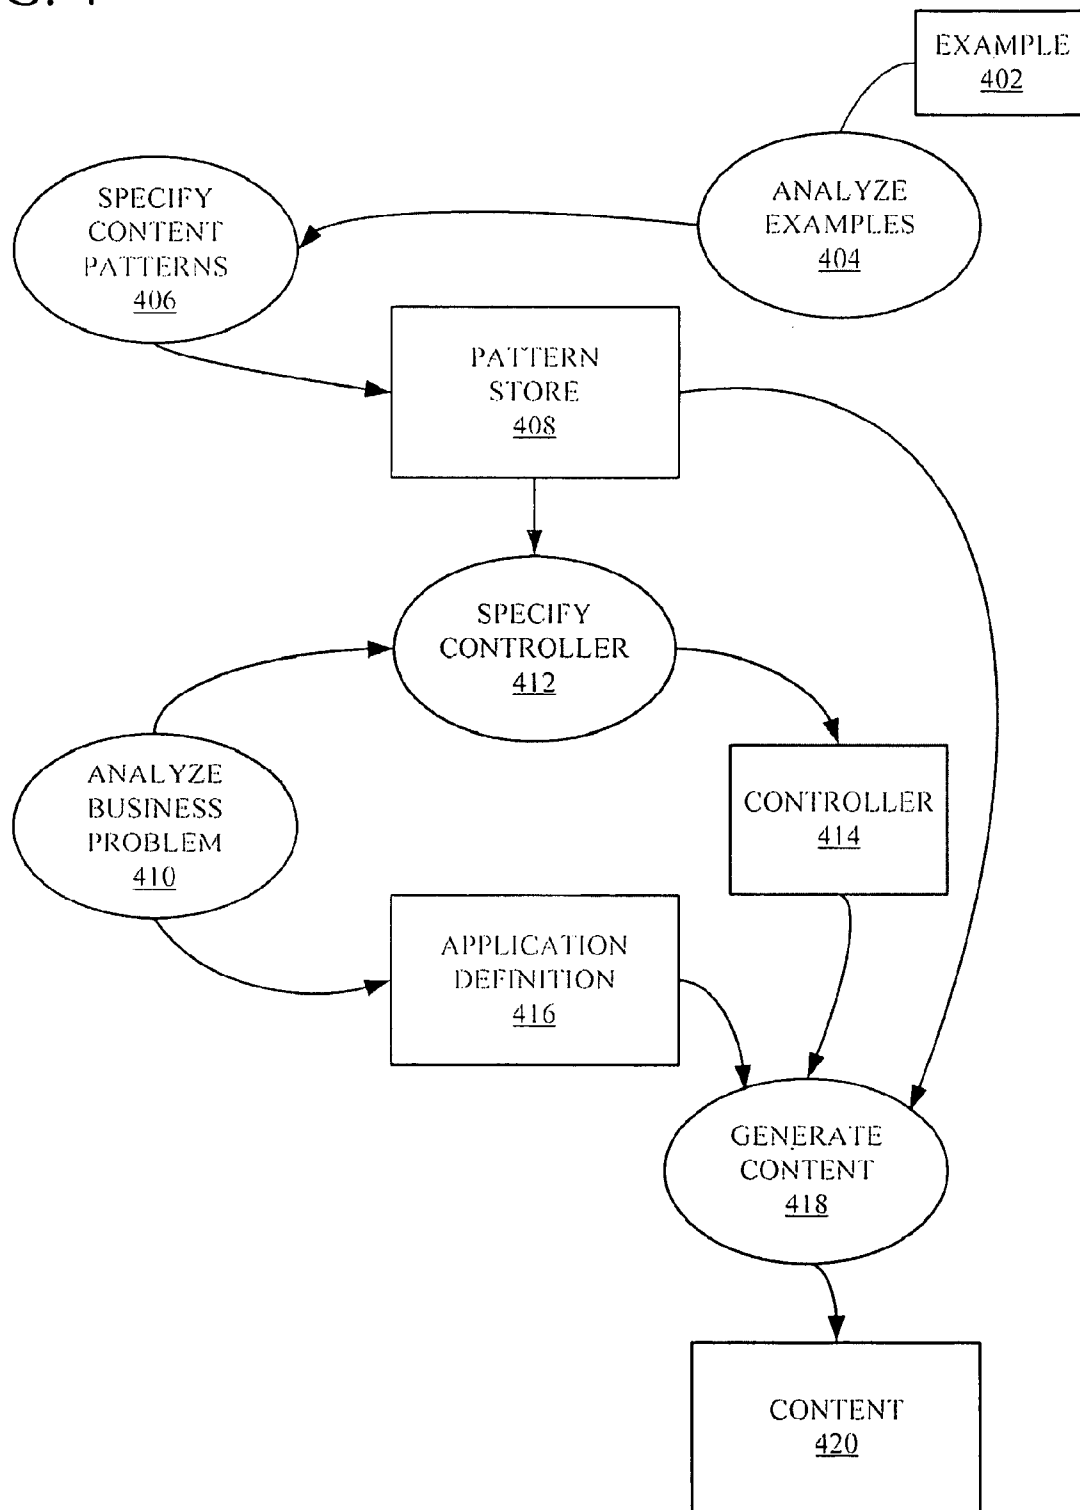 EXAMPLE
402
ANALYZE
EXAMPLES
404
SPECIFY
CONTENT
PATTERNS
406
PATTERN
STORE
408
SPECIFY
CONTROLLER
412
ANALYZE
BUSINESS
PROBLEM
410
CONTROLLER
414
APPLICATION
DEFINITION
416
GENERATE
CONTENT
418
CONTENT
420